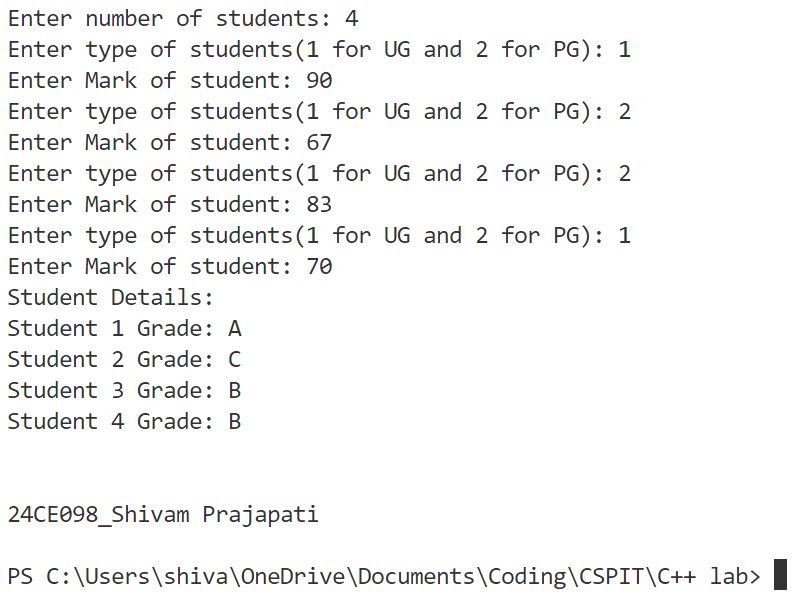 Enter number of students: 4
Enter type of students(1 for UG and 2 for PG): 1
Enter Mark of student: 90
Enter type of students(1 for UG and 2 for PG): 2
Enter Mark of student: 67
Enter type of students(1 for UG and 2 for PG): 2
Enter Mark of student: 83
Enter type of students(1 for UG and 2 for PG): 1
Enter Mark of student: 70
Student Details:
Student 1 Grade: A
Student 2 Grade: C
Student 3 Grade: B
Student 4 Grade: B
24CE098_Shivam Prajapati
PS C:\Users\shiva\OneDrive\Documents\Coding\CSPIT\C++ lab>